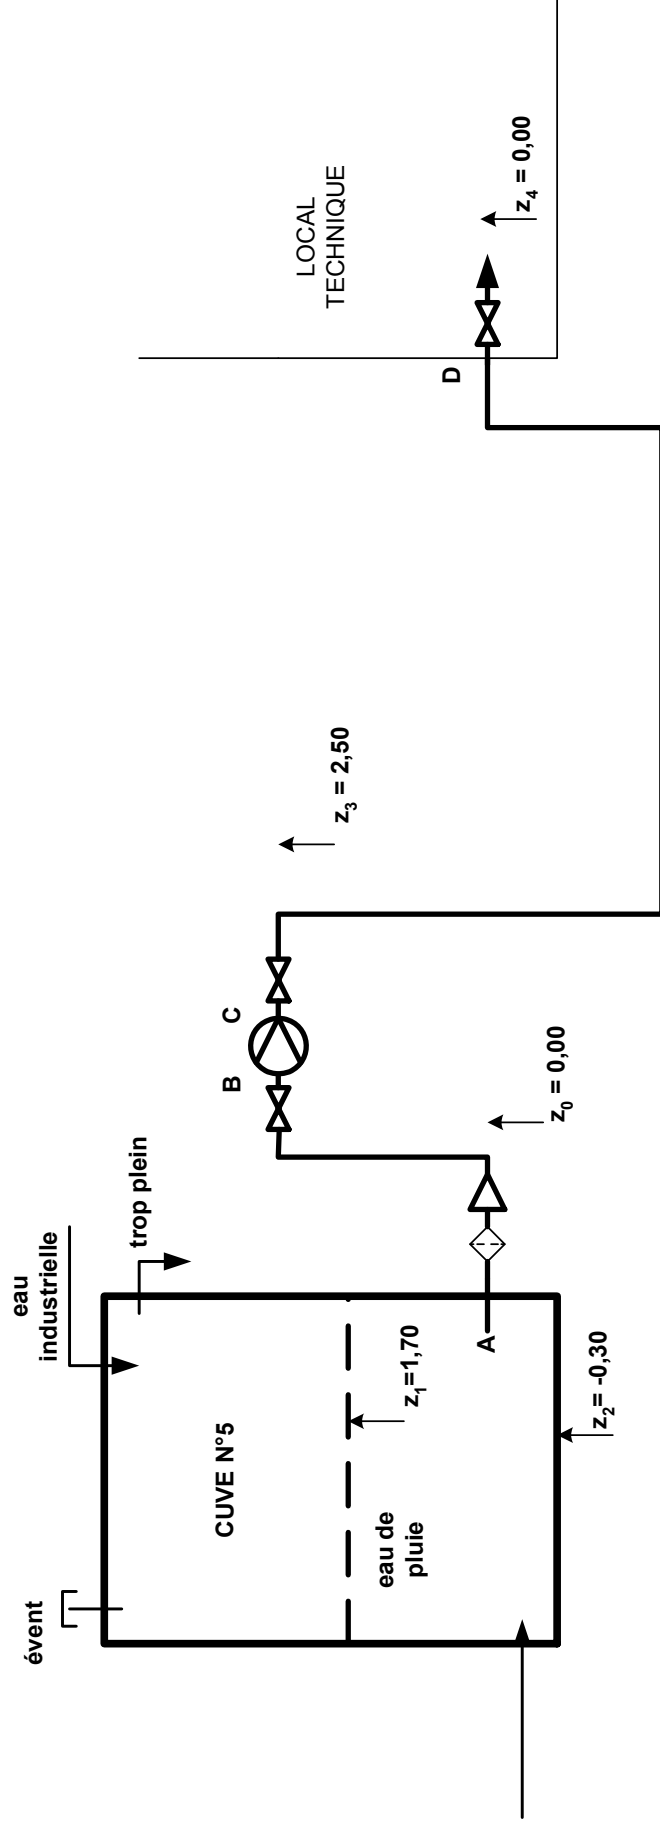 évent
eau
industrielle
trop plein
CUVE N°5
eau de
pluie
z₁=1,70
z₂= -0,30
A
B
C
z₀ = 0,00
z₃ = 2,50
D
LOCAL
TECHNIQUE
z₄ = 0,00